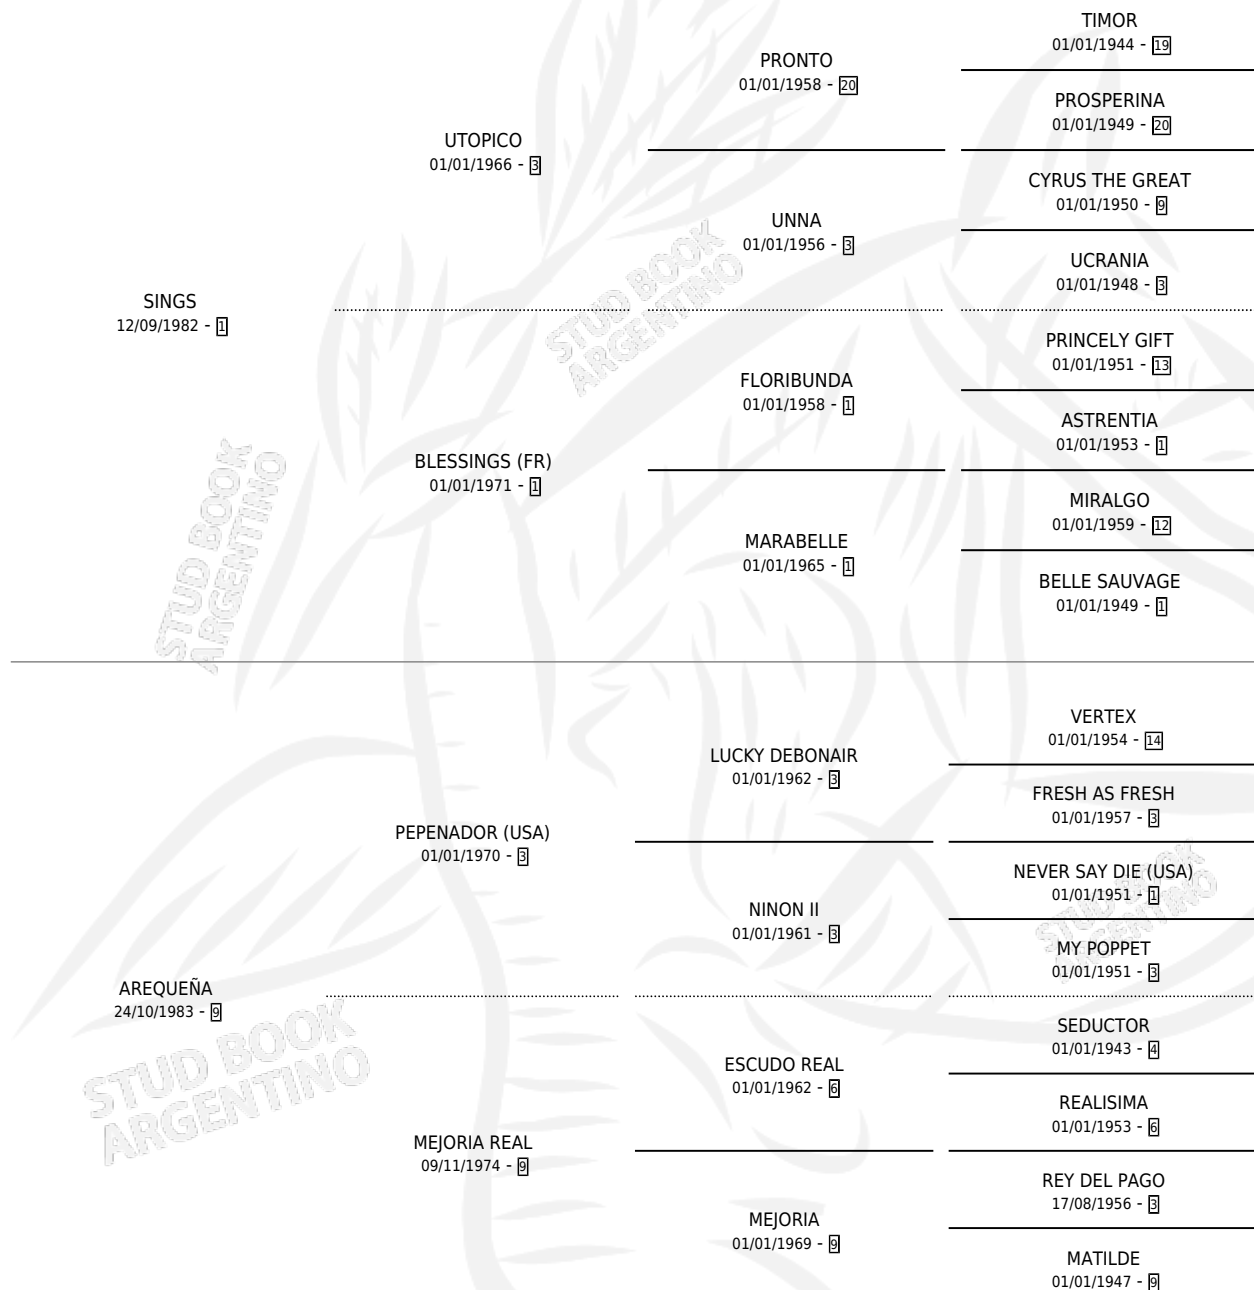 TIMOR
01/01/1944 - 19
PRONTO
01/01/1958 - 20
PROSPERINA
01/01/1949 - 20
UTOPICO
01/01/1966 - 3
CYRUS THE GREAT
01/01/1950 - 9
UNNA
01/01/1956 - 3
UCRANIA
01/01/1948 - 3
SINGS
12/09/1982 - 1
PRINCELY GIFT
01/01/1951 - 13
FLORIBUNDA
01/01/1958 - 1
ASTRENTIA
01/01/1953 - 1
BLESSINGS (FR)
01/01/1971 - 1
MIRALGO
01/01/1959 - 12
MARABELLE
01/01/1965 - 1
BELLE SAUVAGE
01/01/1949 - 1
STUD BOOK
ARGENTINO
STUD BOOK
ARGENTINO
VERTEX
01/01/1954 - 14
LUCKY DEBONAIR
01/01/1962 - 3
FRESH AS FRESH
01/01/1957 - 3
PEPENADOR (USA)
01/01/1970 - 3
NEVER SAY DIE (USA)
01/01/1951 - 1
NINON II
01/01/1961 - 3
MY POPPET
01/01/1951 - 3
STUD BOOK
ARGENTINO
AREQUEÑA
24/10/1983 - 9
SEDUCTOR
01/01/1943 - 4
ESCUDO REAL
01/01/1962 - 6
REALISIMA
01/01/1953 - 6
MEJORIA REAL
09/11/1974 - 9
REY DEL PAGO
17/08/1956 - 3
MEJORIA
01/01/1969 - 9
MATILDE
01/01/1947 - 9
STUD BOOK
ARGENTINO